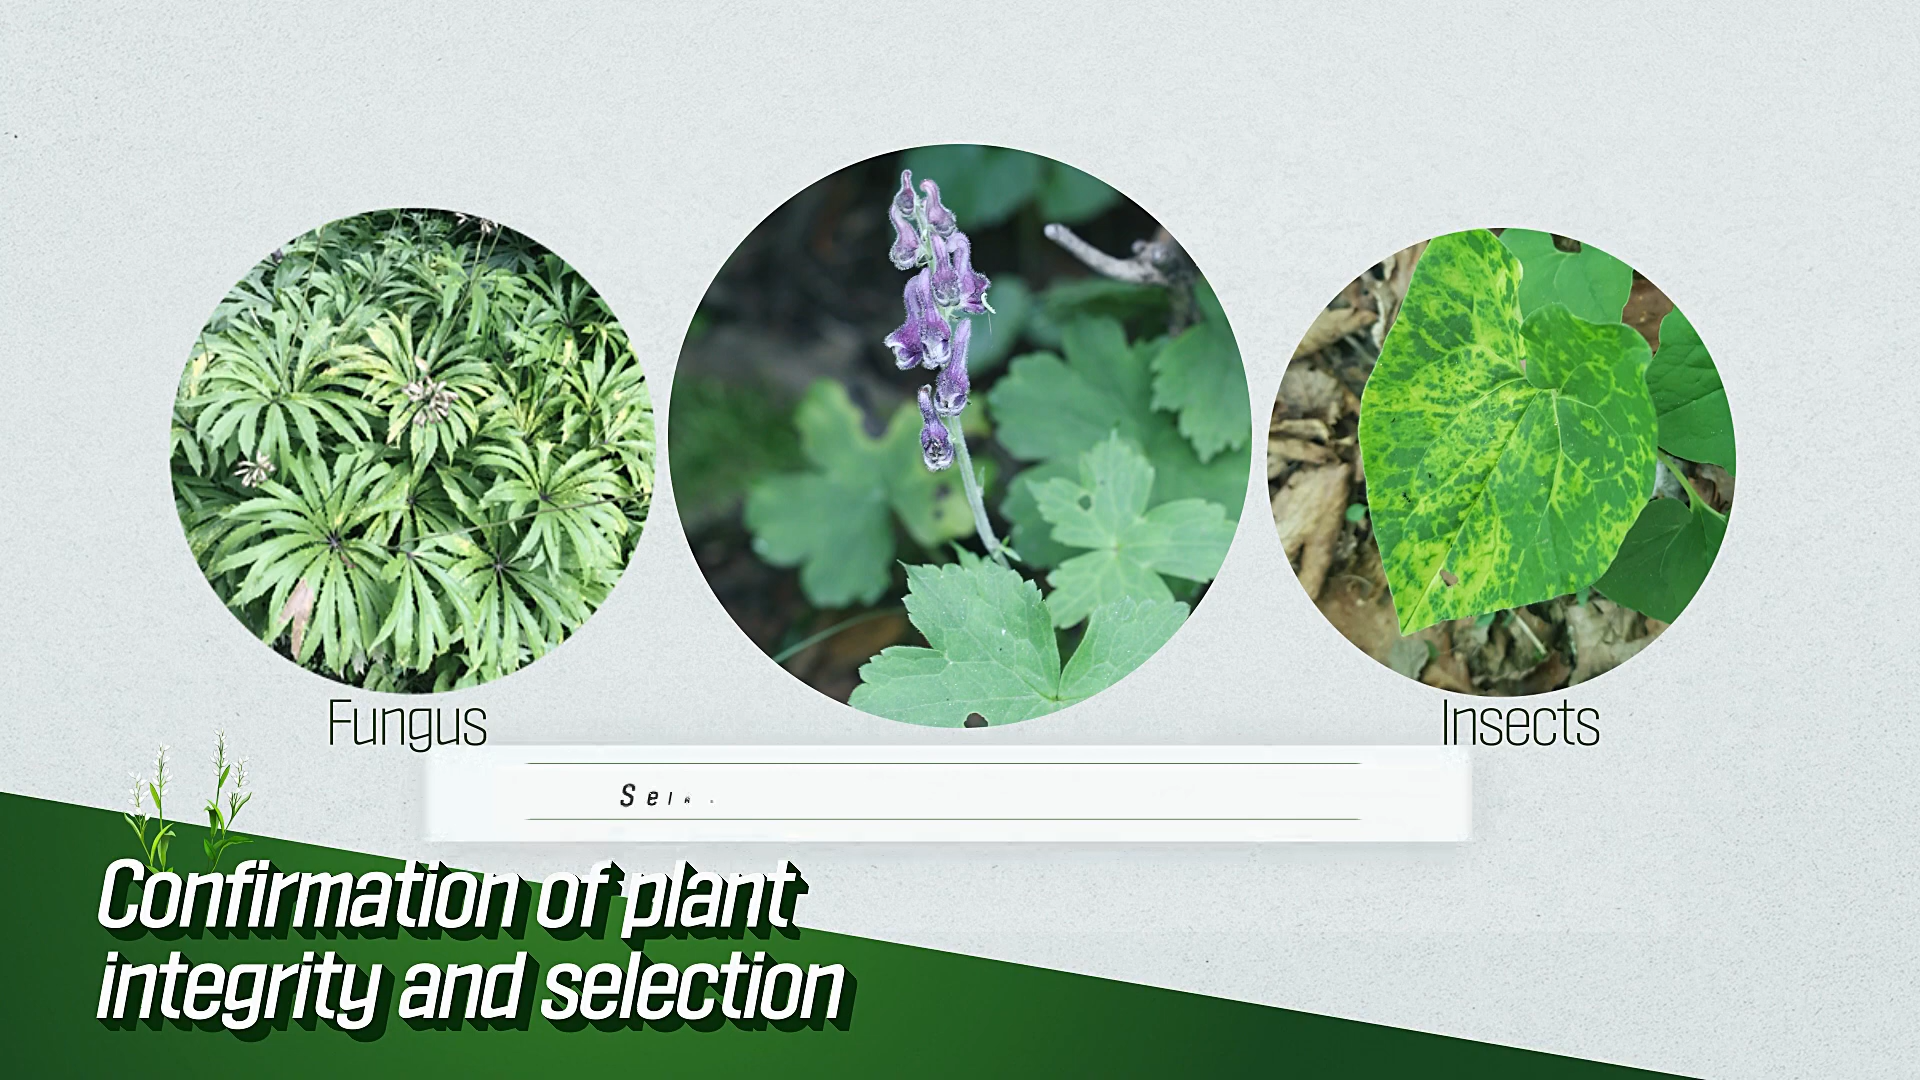 Fungus
Insects
Confirmation of plant
integrity and selection